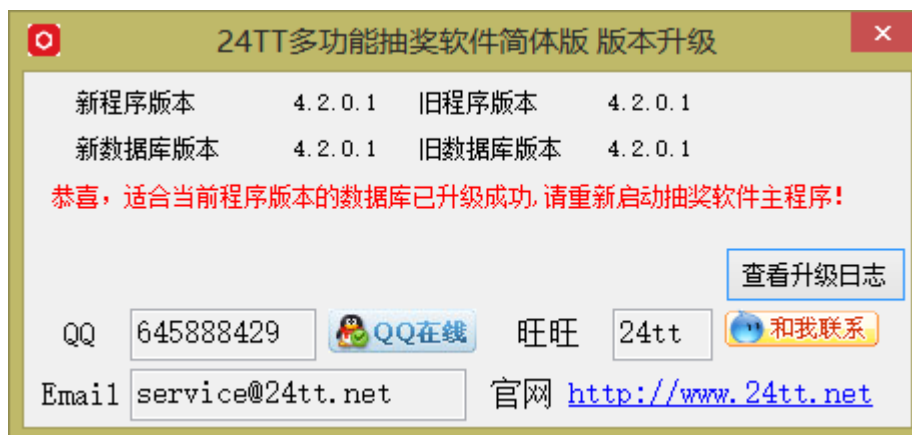 24TT多功能抽奖软件简体版 版本升级
新程序版本 4.2.0.1 旧程序版本 4.2.0.1
新数据库版本 4.2.0.1 旧数据库版本 4.2.0.1
恭喜，适合当前程序版本的数据库已升级成功,请重新启动抽奖软件主程序!
查看升级日志
QQ 645888429 QQ在线 旺旺 24tt 和我联系
Email service@24tt.net 官网 http://www.24tt.net